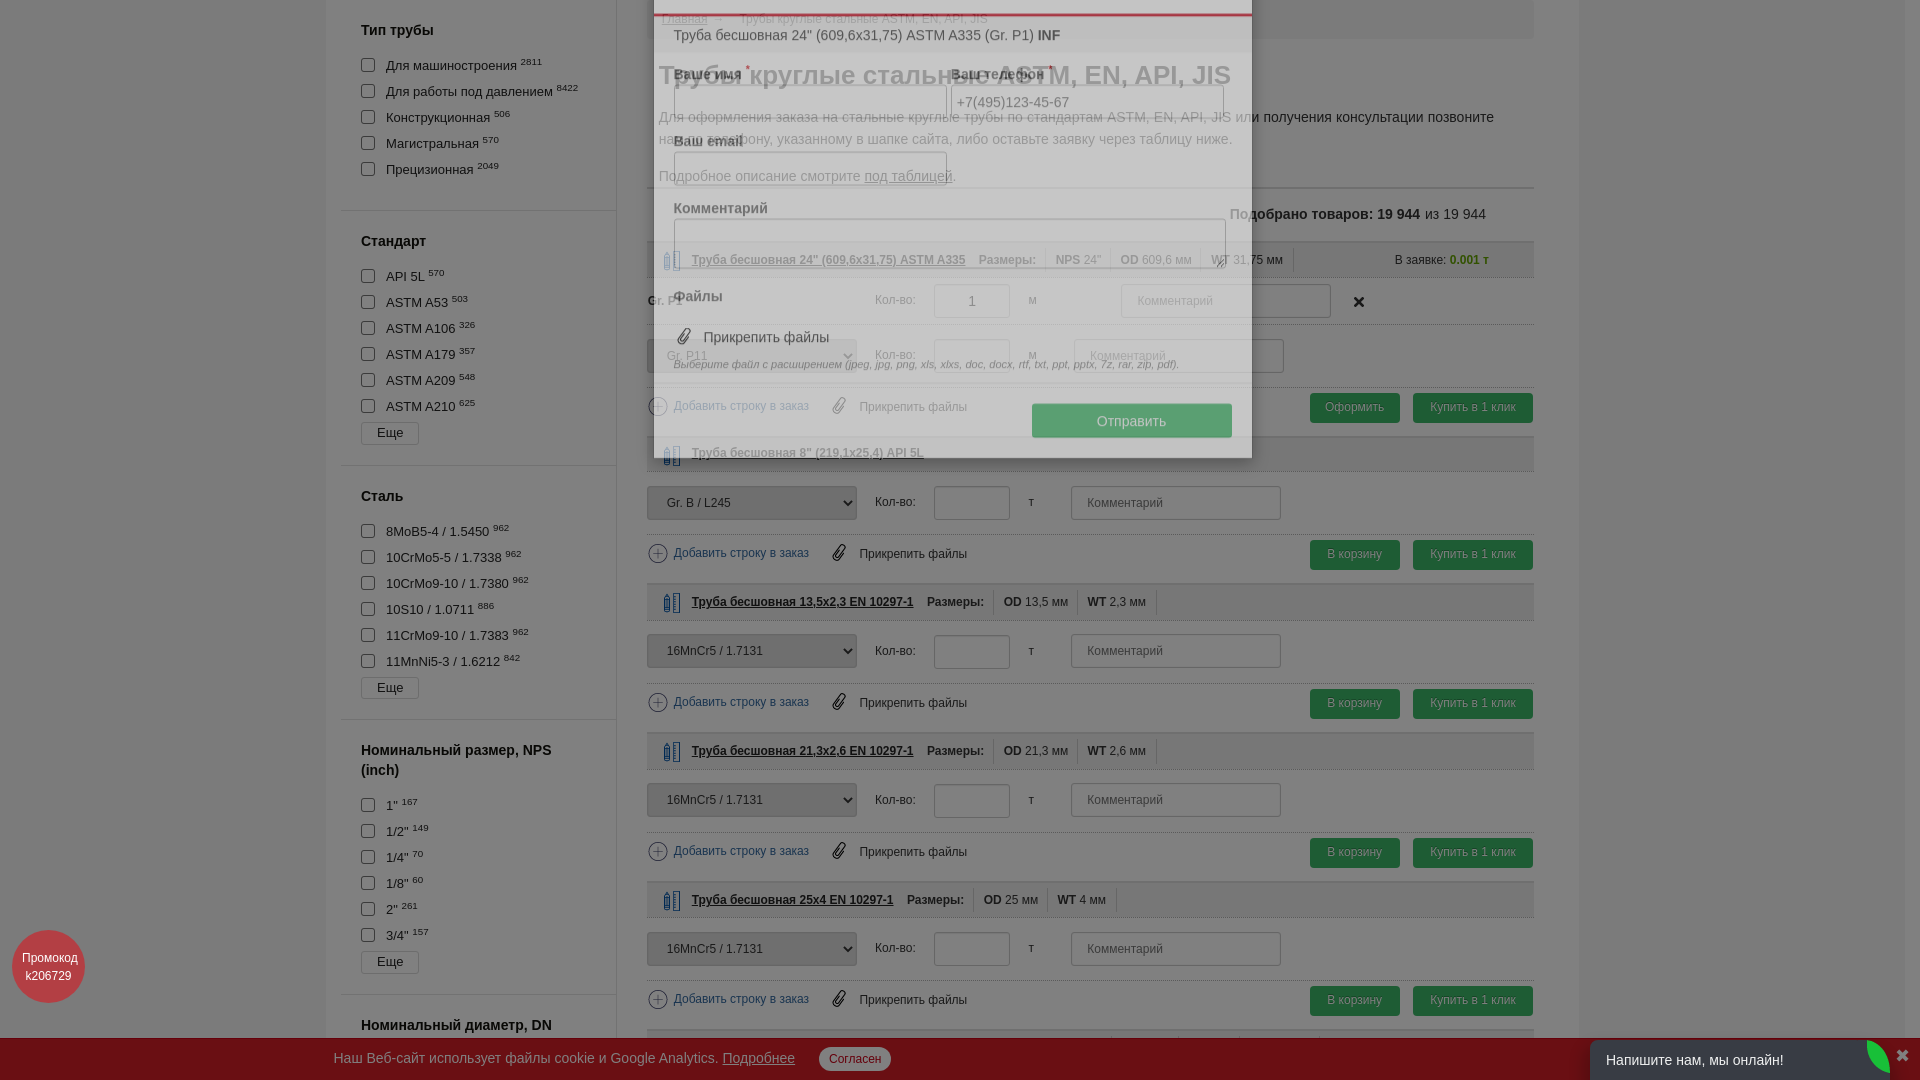 Тип трубы
Для машиностроения 2811
Для работы под давлением 8422
Конструкционная 506
Магистральная 570
Прецизионная 2049
Стандарт
API 5L 570
ASTM A53 503
ASTM A106 326
ASTM A179 357
ASTM A209 548
ASTM A210 625
Еще
Сталь
8MoB5-4 / 1.5450 962
10CrMo5-5 / 1.7338 962
10CrMo9-10 / 1.7380 962
10S10 / 1.0711 886
11CrMo9-10 / 1.7383 962
11MnNi5-3 / 1.6212 842
Еще
Номинальный размер, NPS
(inch)
1" 167
1/2" 149
1/4" 70
1/8" 60
2" 261
3/4" 157
Еще
Номинальный диаметр, DN
Главная → Трубы круглые стальные ASTM, EN, API, JIS
Труба бесшовная 24" (609,6х31,75) ASTM A335 (Gr. P1) INF
Трубы круглые стальные ASTM, EN, API, JIS
Ваше имя * Ваш телефон *
+7(495)123-45-67
Для оформления заказа на стальные круглые трубы по стандартам ASTM, EN, API, JIS или получения консультации позвоните
нам по телефону, указанному в шапке сайта, либо оставьте заявку через таблицу ниже.
Ваш email
Подробное описание смотрите под таблицей.
Комментарий
Подобрано товаров: 19 944 из 19 944
Труба бесшовная 24" (609,6х31,75) ASTM A335 Размеры: NPS 24" OD 609,6 мм WT 31,75 мм В заявке: 0.001 т
Файлы
Gr. P1 Кол-во: 1 м Комментарий
Прикрепить файлы
Gr. P11 Кол-во: м Комментарий
Выберите файл с расширением (jpeg, jpg, png, xls, xlxs, doc, docx, rtf, txt, ppt, pptx, 7z, rar, zip, pdf).
Добавить строку в заказ Прикрепить файлы Оформить Купить в 1 клик
Отправить
Труба бесшовная 8" (219,1х25,4) API 5L
Gr. B / L245 Кол-во: т Комментарий
Добавить строку в заказ Прикрепить файлы В корзину Купить в 1 клик
Труба бесшовная 13,5х2,3 EN 10297-1 Размеры: OD 13,5 мм WT 2,3 мм
16MnCr5 / 1.7131 Кол-во: т Комментарий
Добавить строку в заказ Прикрепить файлы В корзину Купить в 1 клик
Труба бесшовная 21,3х2,6 EN 10297-1 Размеры: OD 21,3 мм WT 2,6 мм
16MnCr5 / 1.7131 Кол-во: т Комментарий
Добавить строку в заказ Прикрепить файлы В корзину Купить в 1 клик
Труба бесшовная 25х4 EN 10297-1 Размеры: OD 25 мм WT 4 мм
16MnCr5 / 1.7131 Кол-во: т Комментарий
Добавить строку в заказ Прикрепить файлы В корзину Купить в 1 клик
Промокод
k206729
Наш Веб-сайт использует файлы cookie и Google Analytics. Подробнее Согласен
Напишите нам, мы онлайн!